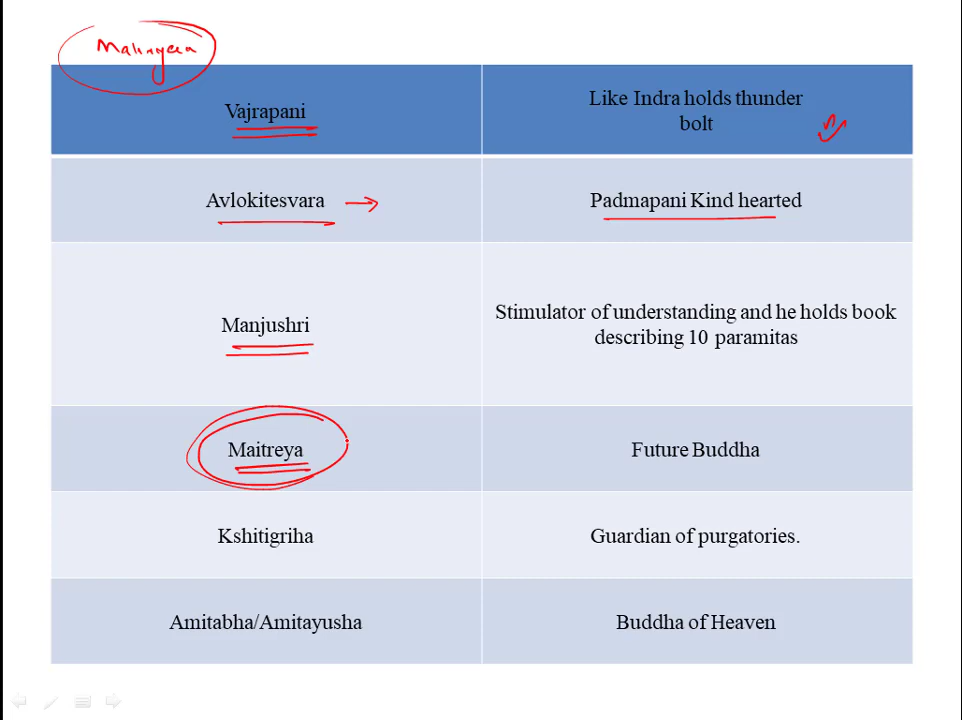 Mahayana
Vajrapani
Like Indra holds thunder
bolt
Avlokitesvara
Padmapani Kind hearted
Manjushri
Stimulator of understanding and he holds book
describing 10 paramitas
Maitreya
Future Buddha
Kshitigriha
Guardian of purgatories.
Amitabha/Amitayusha
Buddha of Heaven